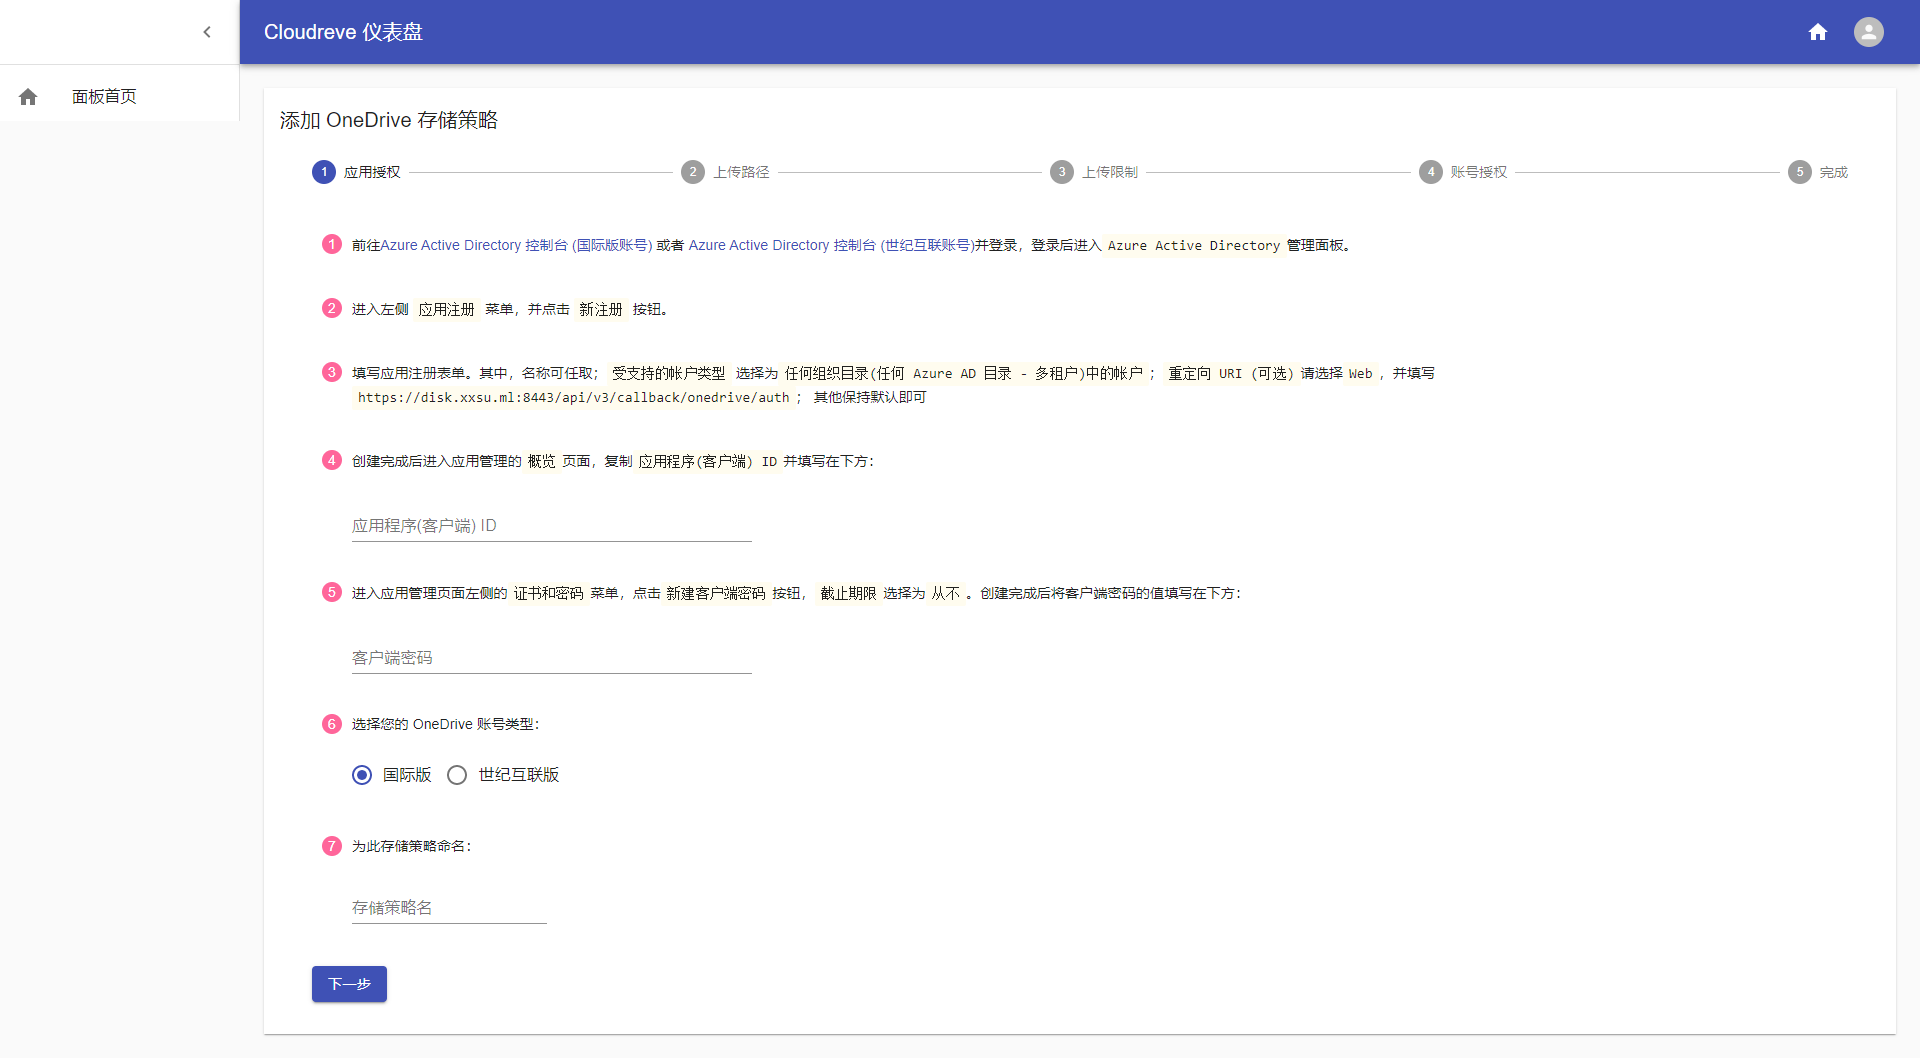 Cloudreve 仪表盘
面板首页
添加 OneDrive 存储策略
1 应用授权 2 上传路径 3 上传限制 4 账号授权 5 完成
1 前往Azure Active Directory 控制台 (国际版账号) 或者 Azure Active Directory 控制台 (世纪互联账号)并登录，登录后进入 Azure Active Directory 管理面板。
2 进入左侧 应用注册 菜单，并点击 新注册 按钮。
3 填写应用注册表单。其中，名称可任取； 受支持的帐户类型 选择为 任何组织目录(任何 Azure AD 目录 - 多租户)中的帐户 ； 重定向 URI (可选) 请选择 Web ，并填写
https://disk.xxsu.ml:8443/api/v3/callback/onedrive/auth ； 其他保持默认即可
4 创建完成后进入应用管理的 概览 页面，复制 应用程序(客户端) ID 并填写在下方：
应用程序(客户端) ID
5 进入应用管理页面左侧的 证书和密码 菜单，点击 新建客户端密码 按钮， 截止期限 选择为 从不 。创建完成后将客户端密码的值填写在下方：
客户端密码
6 选择您的 OneDrive 账号类型：
国际版 世纪互联版
7 为此存储策略命名：
存储策略名
下一步